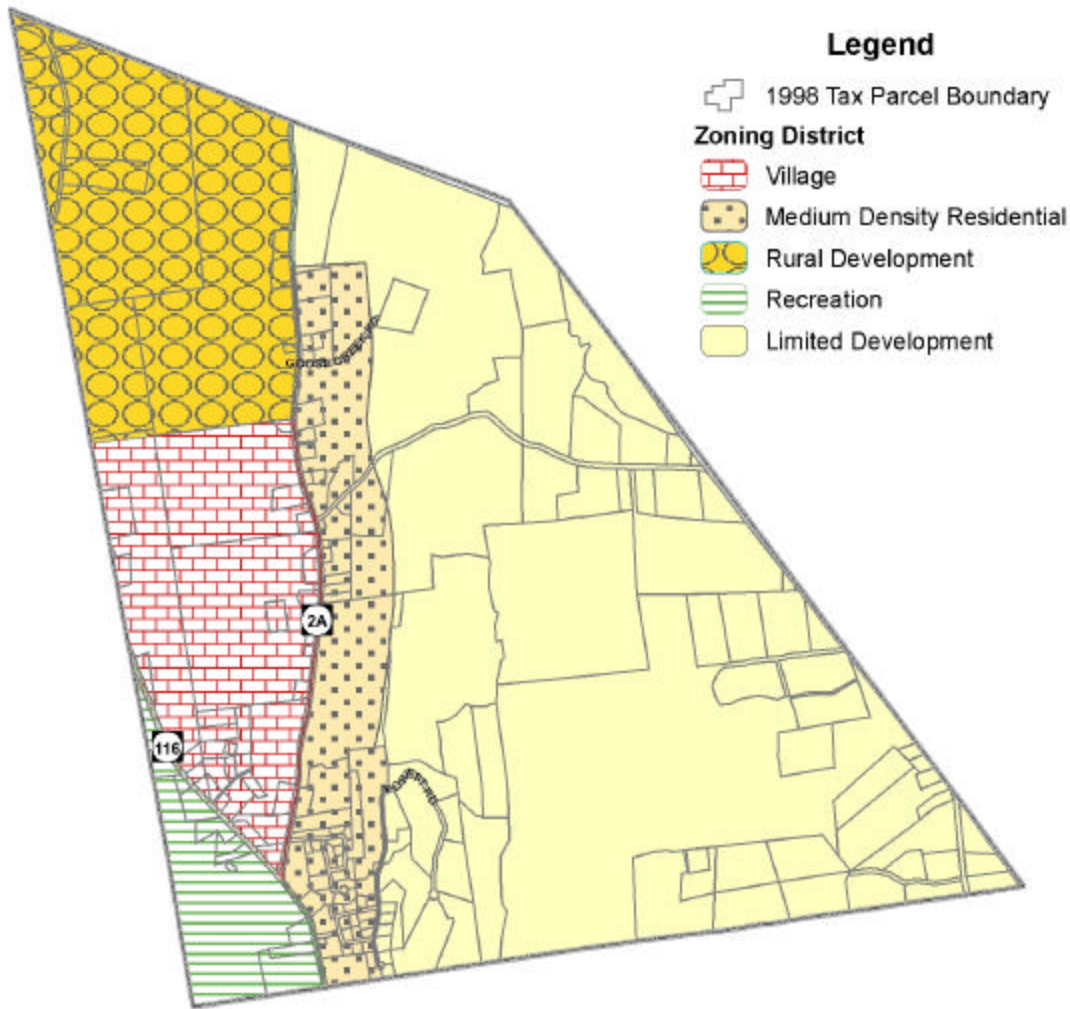 Legend
1998 Tax Parcel Boundary
Zoning District
Village
Medium Density Residential
Rural Development
Recreation
Limited Development
2A
116